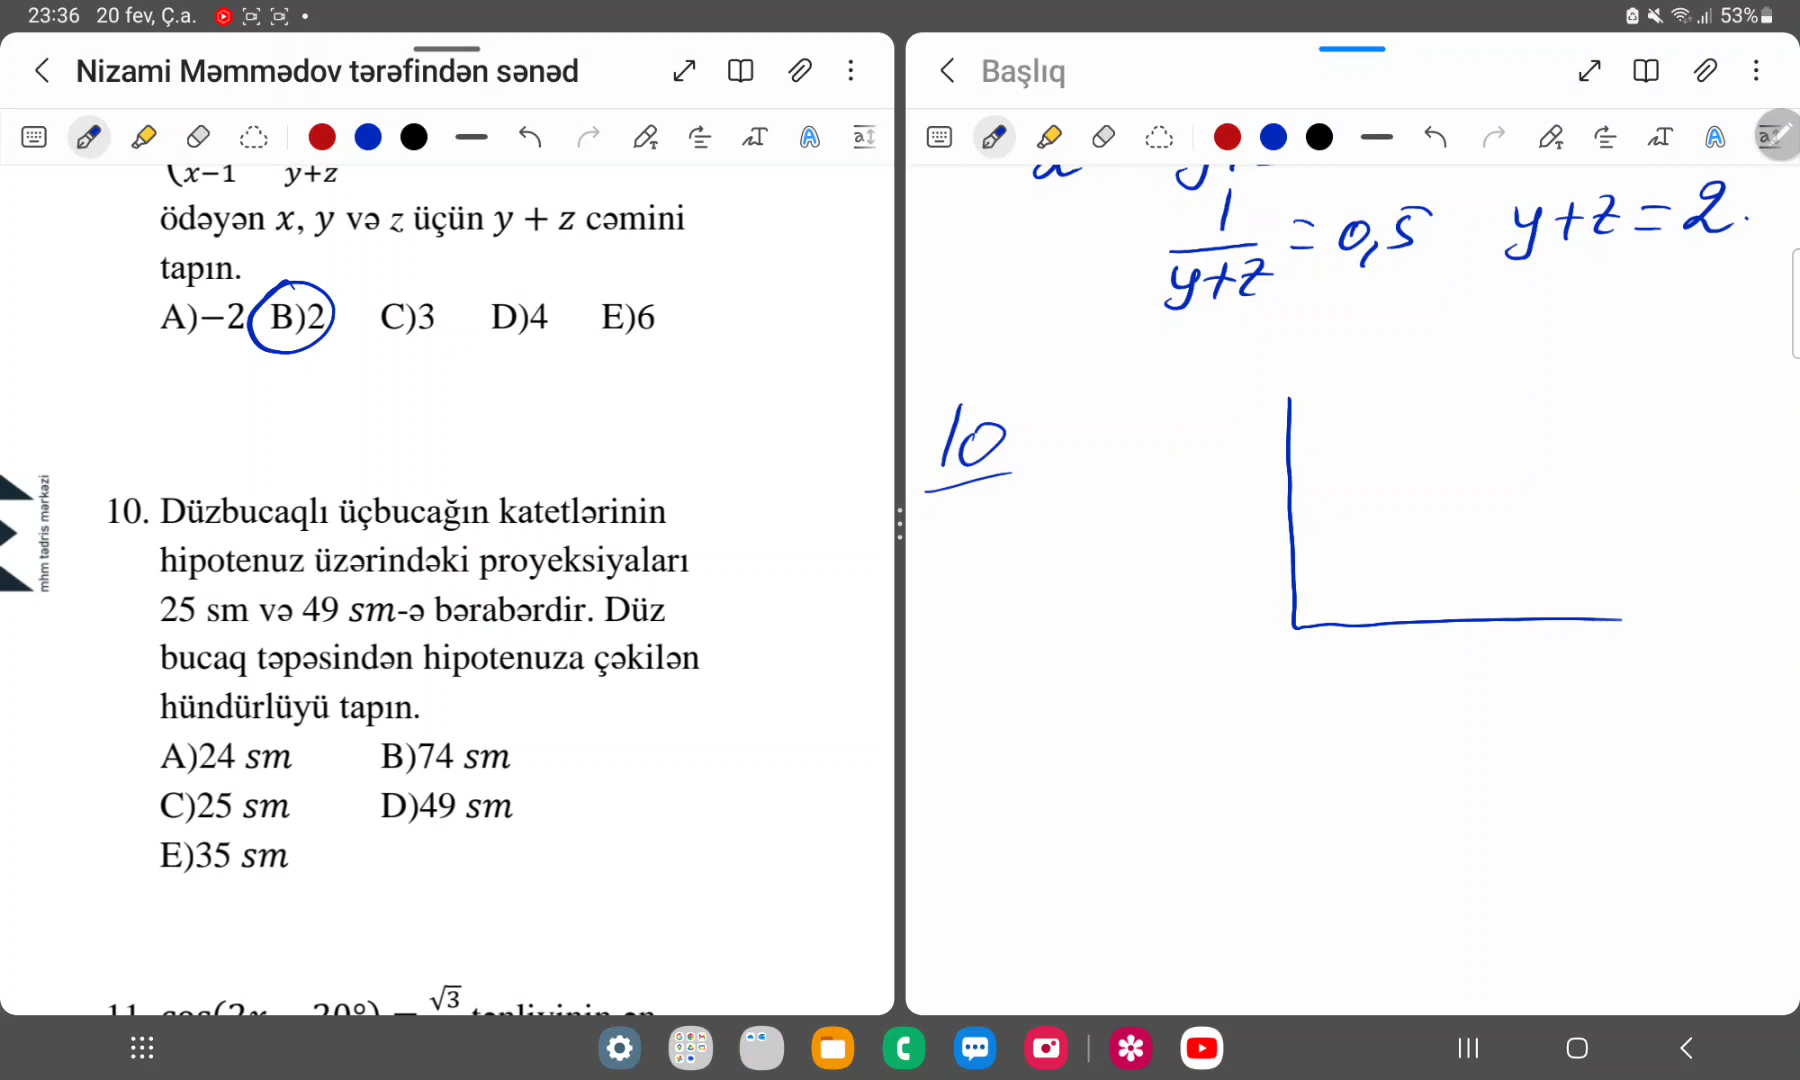 23:36 20 fev, Ç.a.
53%
Nizami Məmmədov tərəfindən sənəd
(x−1 y+z
ödəyən x, y və z üçün y + z cəmini
tapın.
A)−2 B)2 C)3 D)4 E)6
mhm tədris mərkəzi
10. Düzbucaqlı üçbucağın katetlərinin
hipotenuz üzərindəki proyeksiyaları
25 sm və 49 sm-ə bərabərdir. Düz
bucaq təpəsindən hipotenuza çəkilən
hündürlüyü tapın.
A)24 sm B)74 sm
C)25 sm D)49 sm
E)35 sm
Başlıq
1/(y+z) = 0,5 y+z=2.
10